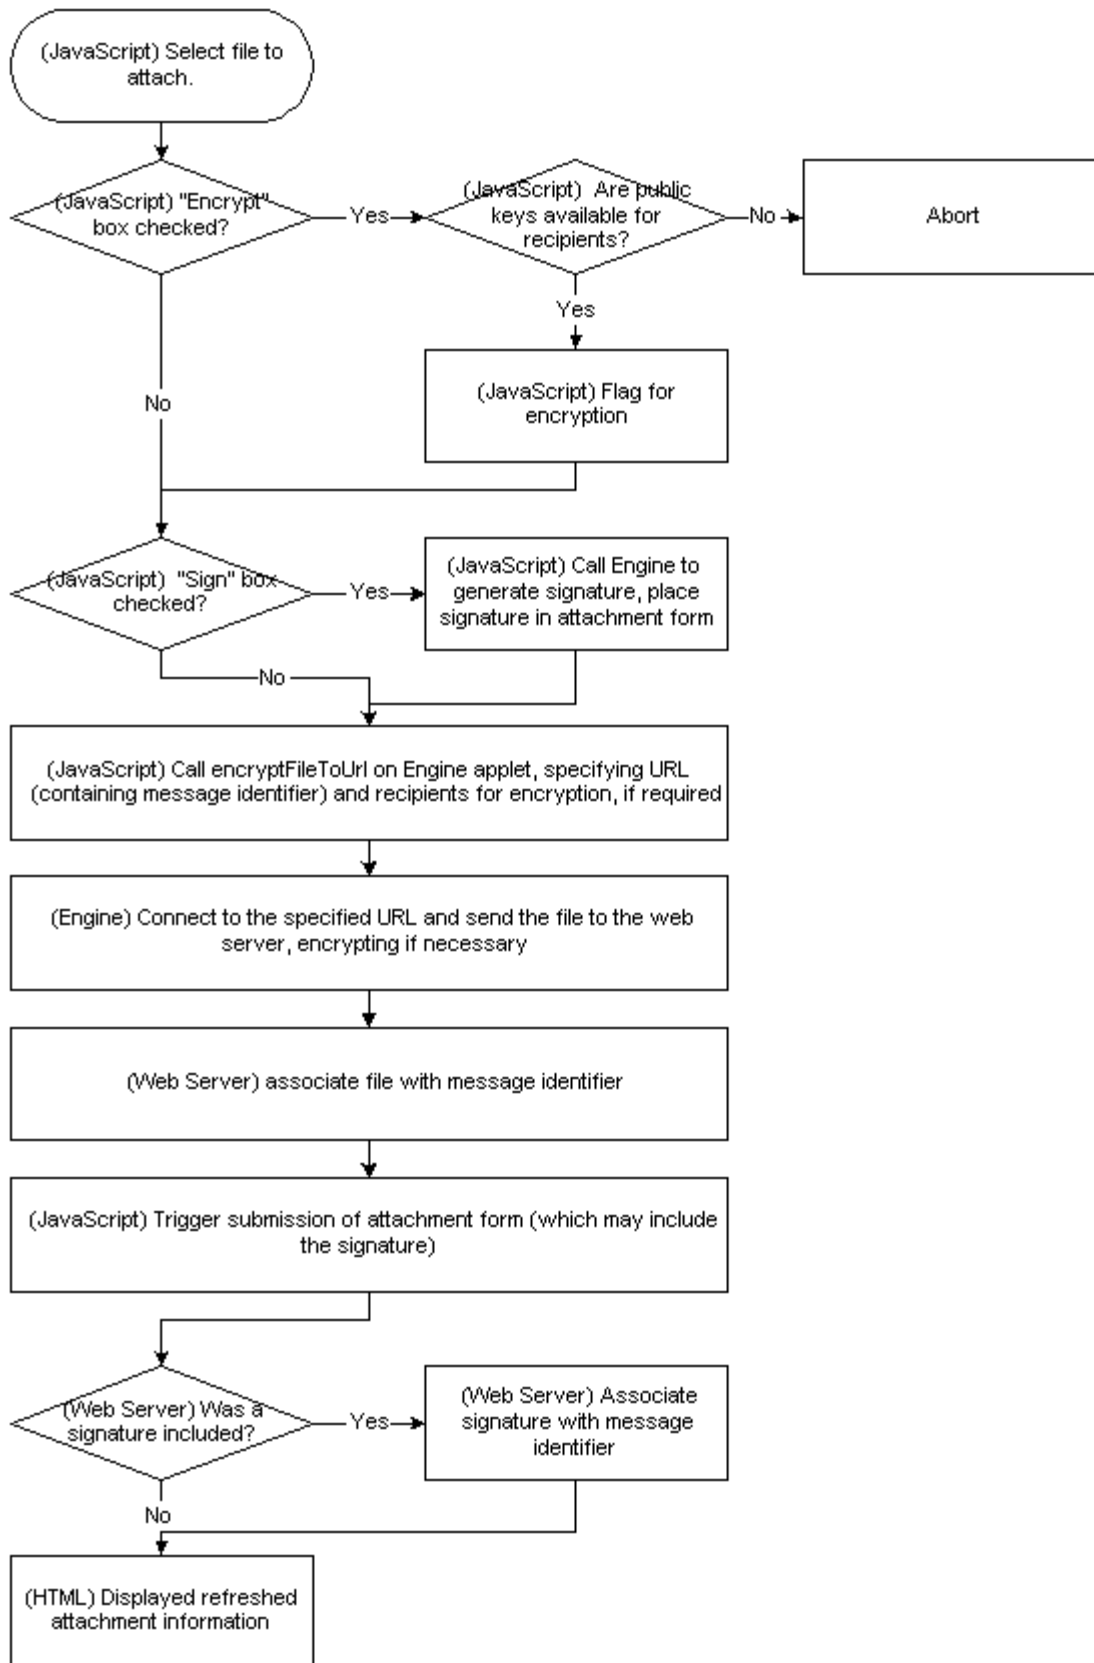 (JavaScript) Select file to
attach.
(JavaScript) "Encrypt"
box checked?
Yes
(JavaScript)  Are public
keys available for
recipients?
No
Abort
Yes
(JavaScript) Flag for
encryption
No
(JavaScript)  "Sign" box
checked?
Yes
(JavaScript) Call Engine to
generate signature, place
signature in attachment form
No
(JavaScript) Call encryptFileToUrl on Engine applet, specifying URL
(containing message identifier) and recipients for encryption, if required
(Engine) Connect to the specified URL and send the file to the web
server, encrypting if necessary
(Web Server) associate file with message identifier
(JavaScript) Trigger submission of attachment form (which may include
the signature)
(Web Server) Was a
signature included?
Yes
(Web Server) Associate
signature with message
identifier
No
(HTML) Displayed refreshed
attachment information